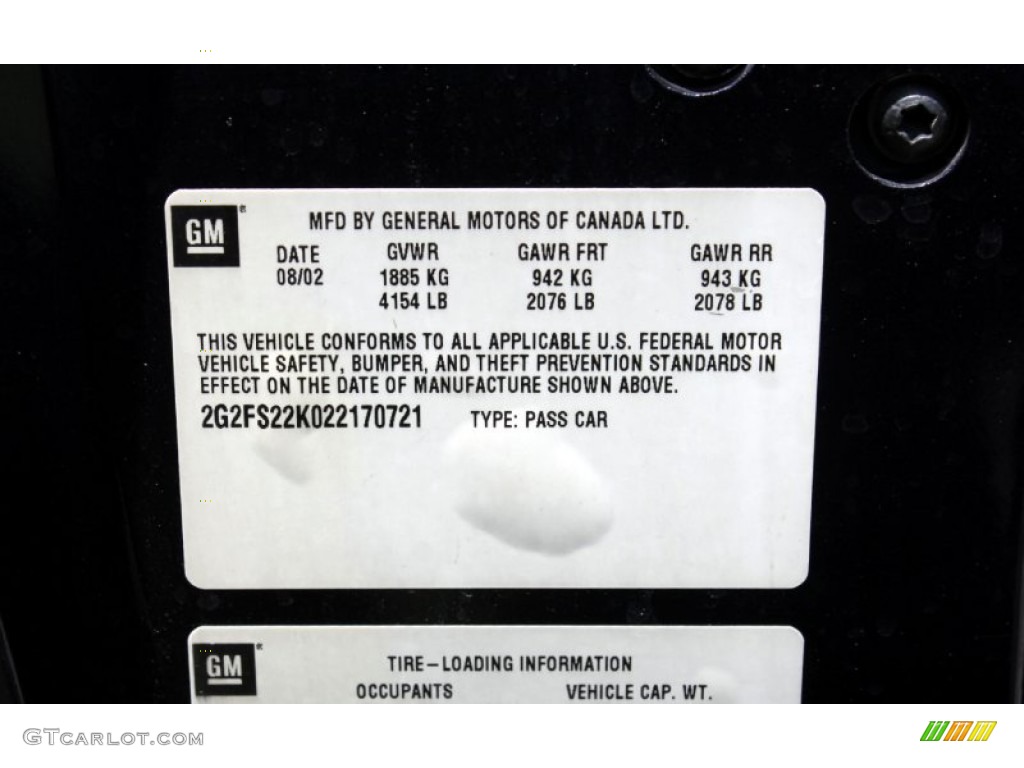 GM®
MFD BY GENERAL MOTORS OF CANADA LTD.
DATE GVWR GAWR FRT GAWR RR
08/02 1885 KG 942 KG 943 KG
4154 LB 2076 LB 2078 LB
THIS VEHICLE CONFORMS TO ALL APPLICABLE U.S. FEDERAL MOTOR
VEHICLE SAFETY, BUMPER, AND THEFT PREVENTION STANDARDS IN
EFFECT ON THE DATE OF MANUFACTURE SHOWN ABOVE.
2G2FS22K022170721 TYPE: PASS CAR
GM®
TIRE-LOADING INFORMATION
OCCUPANTS VEHICLE CAP. WT.
GTCARLOT.COM